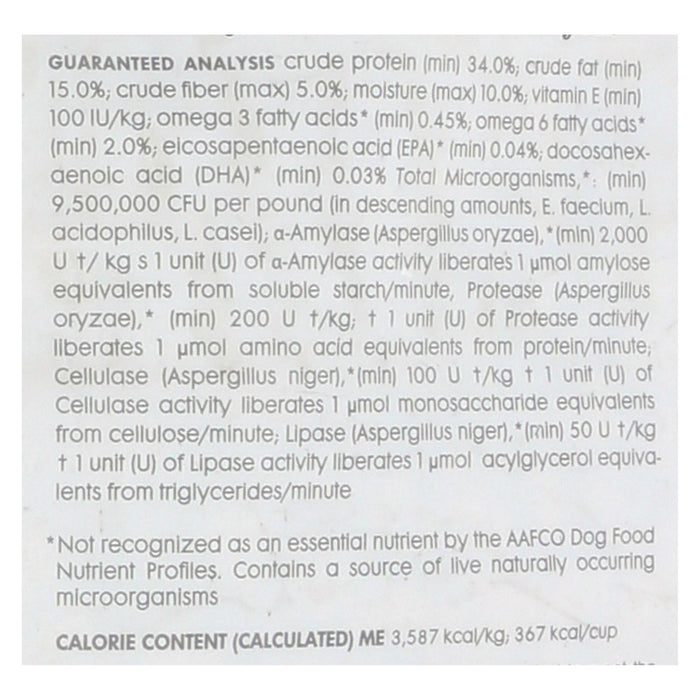 GUARANTEED ANALYSIS crude protein (min) 34.0%; crude fat (min)
15.0%; crude fiber (max) 5.0%; moisture (max) 10.0%; vitamin E (min)
100 IU/kg; omega 3 fatty acids* (min) 0.45%; omega 6 fatty acids*
(min) 2.0%; eicosapentaenoic acid (EPA)* (min) 0.04%; docosahex-
aenoic acid (DHA)* (min) 0.03% Total Microorganisms,*: (min)
9,500,000 CFU per pound (in descending amounts, E. faecium, L.
acidophilus, L. casei); α-Amylase (Aspergillus oryzae),* (min) 2,000
U †/ kg s 1 unit (U) of α-Amylase activity liberates 1 µmol amylose
equivalents from soluble starch/minute, Protease (Aspergillus
oryzae),* (min) 200 U †/kg; † 1 unit (U) of Protease activity
liberates 1 µmol amino acid equivalents from protein/minute;
Cellulase (Aspergillus niger),* (min) 100 U †/kg † 1 unit (U) of
Cellulase activity liberates 1 µmol monosaccharide equivalents
from cellulose/minute; Lipase (Aspergillus niger),* (min) 50 U †/kg
† 1 unit (U) of Lipase activity liberates 1 µmol acylglycerol equiva-
lents from triglycerides/minute
*Not recognized as an essential nutrient by the AAFCO Dog Food
Nutrient Profiles. Contains a source of live naturally occurring
microorganisms
CALORIE CONTENT (CALCULATED) ME 3,587 kcal/kg; 367 kcal/cup